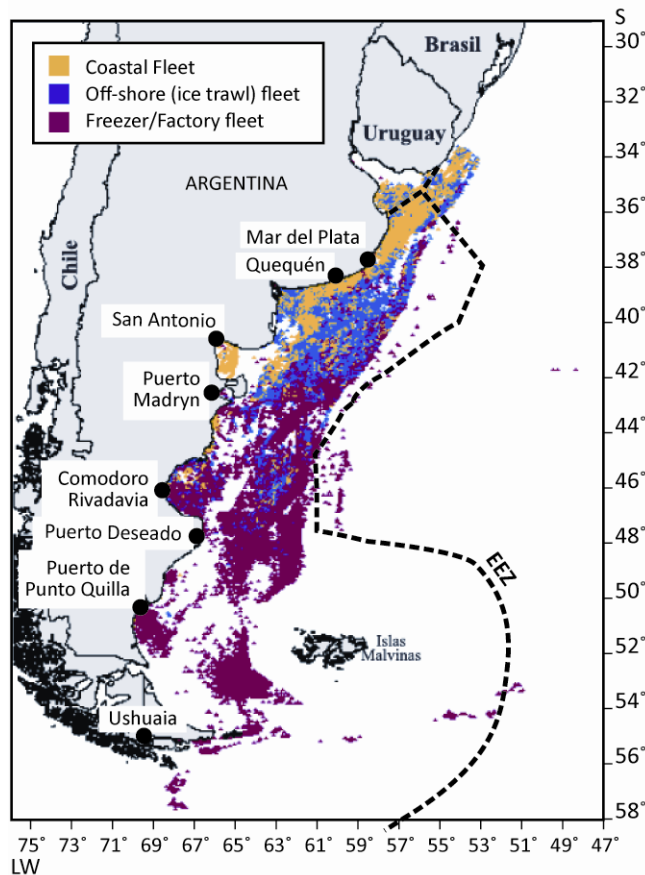 S
Brasil
30°
Coastal Fleet
Off-shore (ice trawl) fleet
Freezer/Factory fleet
32°
Uruguay
34°
ARGENTINA
36°
Mar del Plata
Quequén
38°
Chile
San Antonio
40°
Puerto
Madryn
42°
44°
Comodoro
Rivadavia
46°
Puerto Deseado
48°
EEZ
Puerto de
Punto Quilla
50°
Islas
Malvinas
52°
54°
Ushuaia
56°
58°
75° 73° 71° 69° 67° 65° 63° 61° 59° 57° 55° 53° 51° 49° 47°
LW